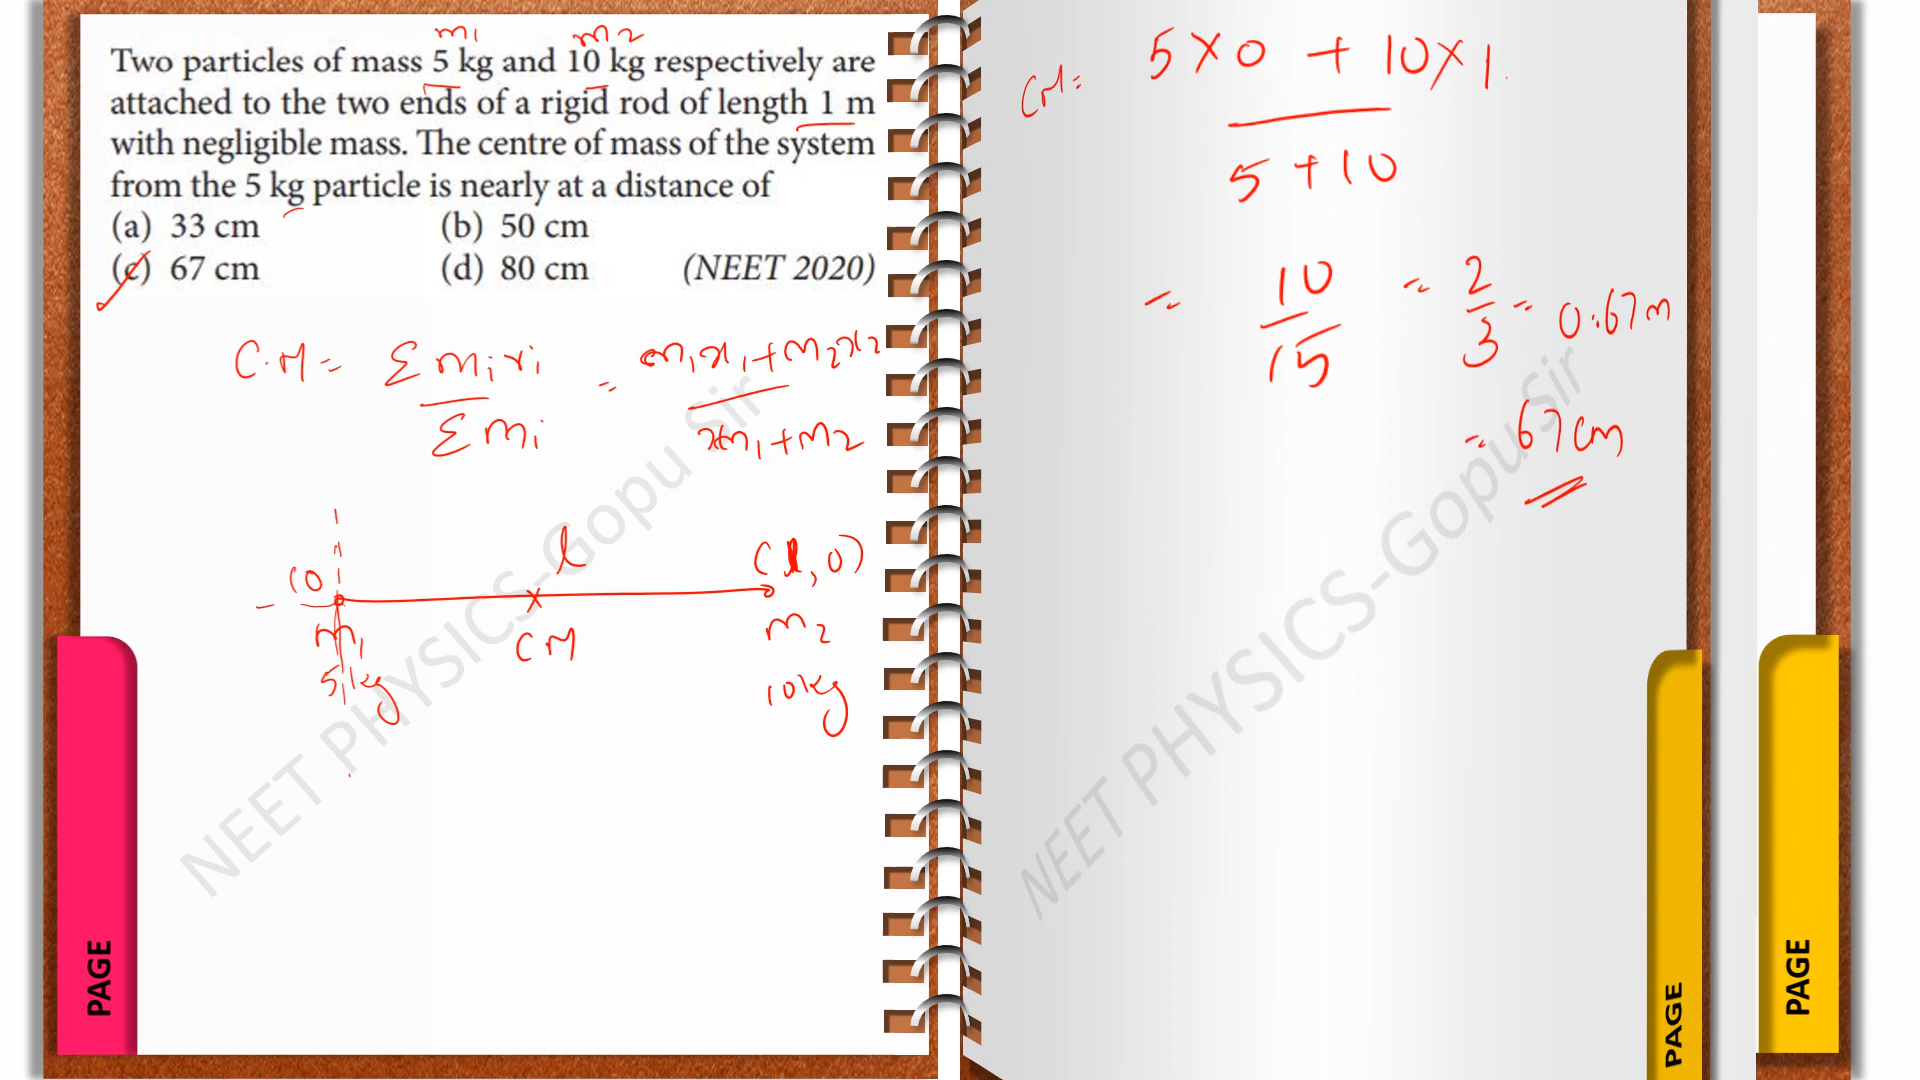 m1 m2
Two particles of mass 5 kg and 10 kg respectively are
attached to the two ends of a rigid rod of length 1 m
with negligible mass. The centre of mass of the system
from the 5 kg particle is nearly at a distance of
(a) 33 cm (b) 50 cm
(c) 67 cm (d) 80 cm (NEET 2020)
C.M = Σ mi ri / Σ mi = m1x1+m2x2 / m1+m2
l
(0 (l,0)
m1 CM m2
5kg 10kg
NEET PHYSICS-Gopu Sir
PAGE
CM = 5×0 + 10×1
5+10
= 10/15 = 2/3 = 0.67m
= 67cm
NEET PHYSICS-Gopu Sir
PAGE
PAGE